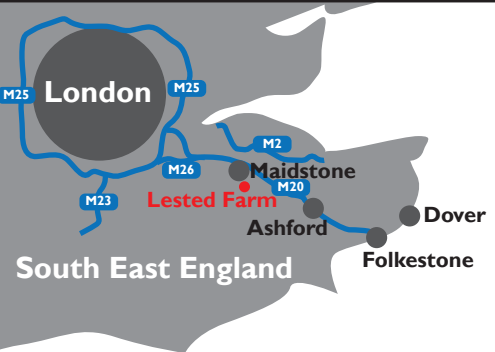 London
M25
M25
M2
M26
Maidstone
M20
Lested Farm
M23
Ashford
Dover
Folkestone
South East England